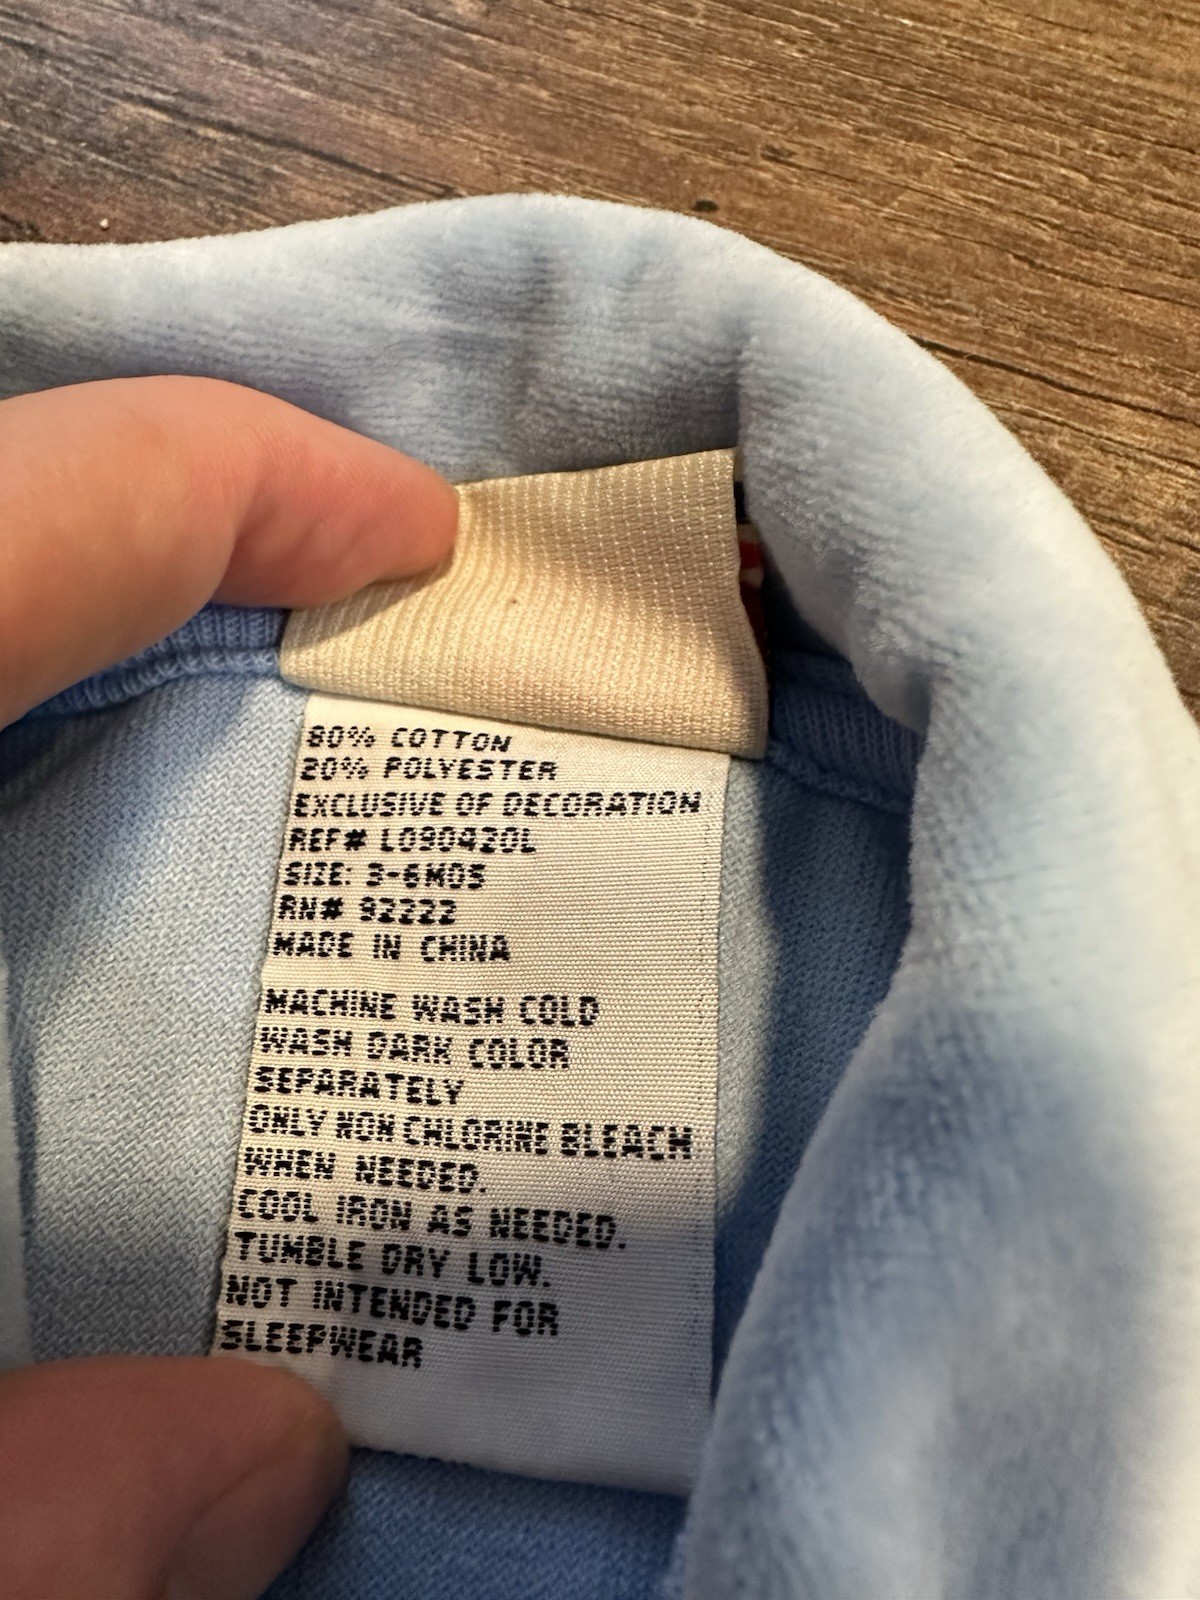 80% COTTON
20% POLYESTER
EXCLUSIVE OF DECORATION
REF# L090420L
SIZE: 3-6MOS
RN# 92222
MADE IN CHINA
MACHINE WASH COLD
WASH DARK COLOR
SEPARATELY
ONLY NON CHLORINE BLEACH
WHEN NEEDED.
COOL IRON AS NEEDED.
TUMBLE DRY LOW.
NOT INTENDED FOR
SLEEPWEAR